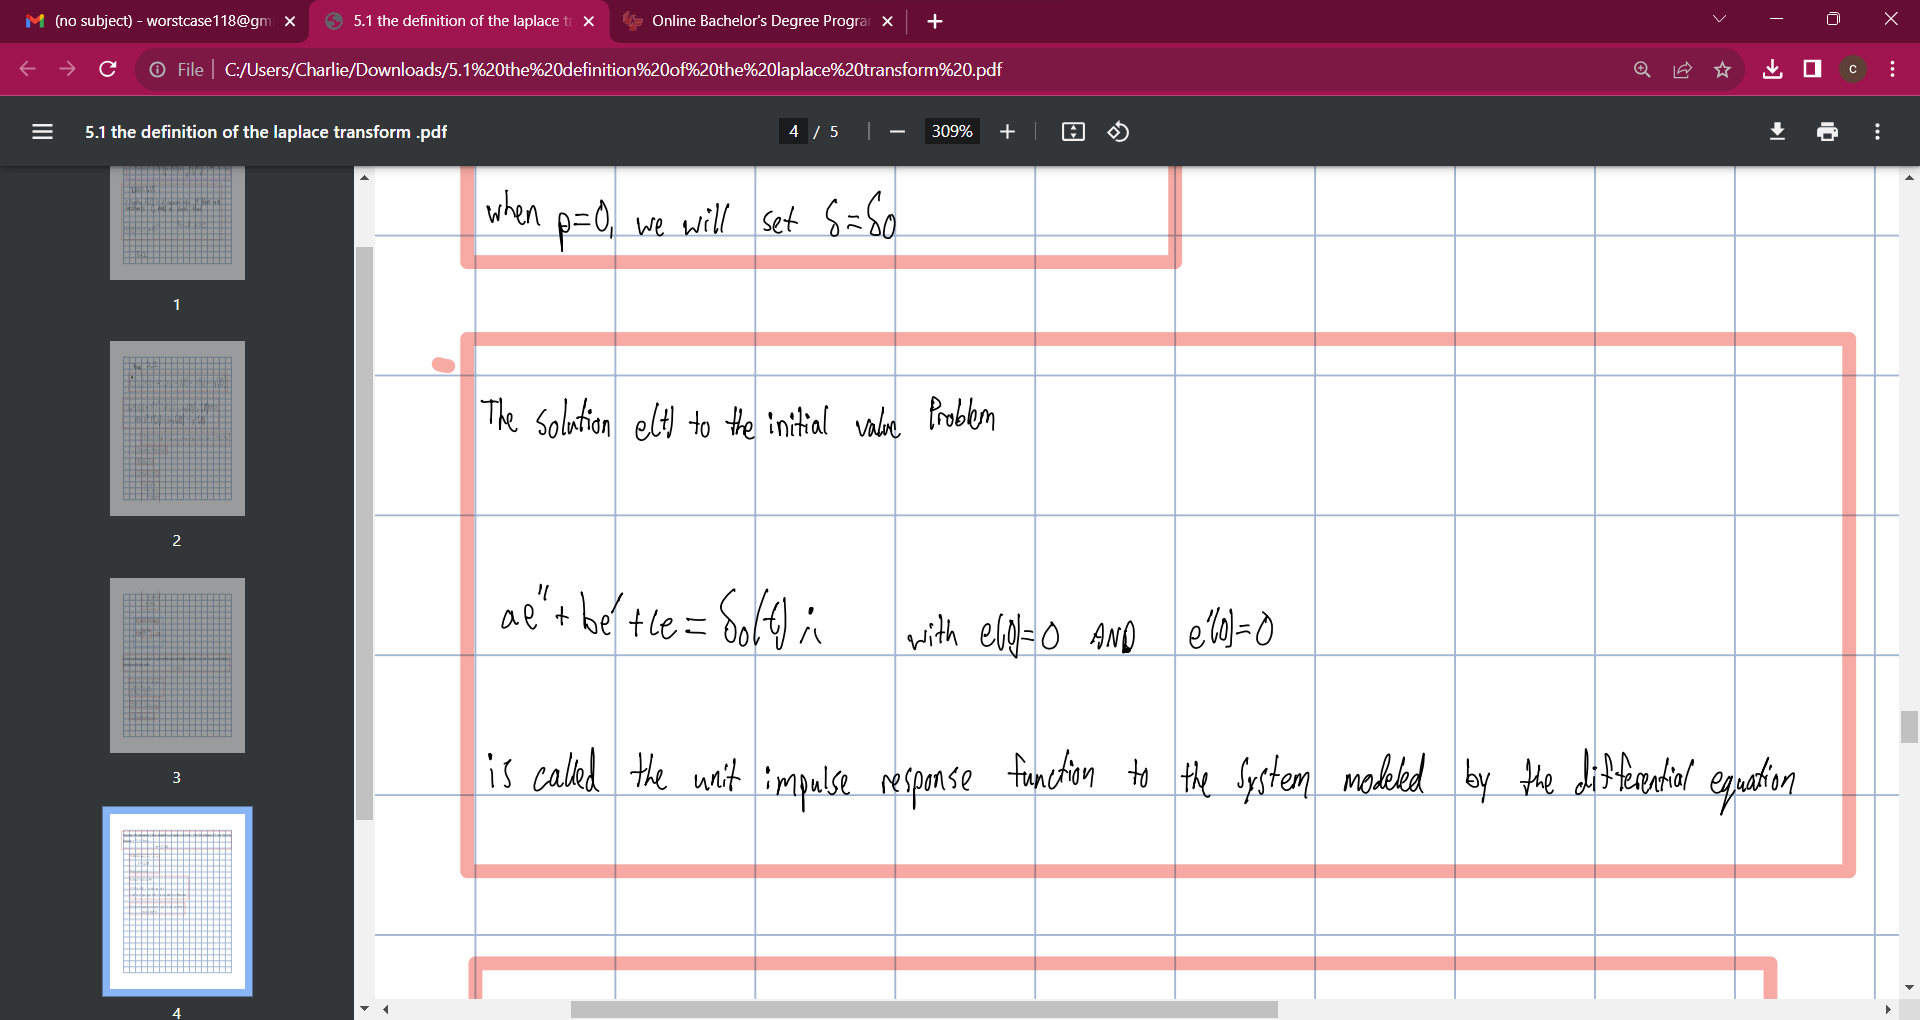 (no subject) - worstcase118@gm
5.1 the definition of the laplace tr
Online Bachelor's Degree Progra
File
C:/Users/Charlie/Downloads/5.1%20the%20definition%20of%20the%20laplace%20transform%20.pdf
c
5.1 the definition of the laplace transform .pdf
4 / 5
309%
1
2
3
4
when p=0, we will set δ=δ0
The solution e(t) to the initial value Problem
ae"+be'+ce=δ₀(t); with e(0)=0 AND e'(0)=0
is called the unit impulse response function to the system modeled by the differential equation